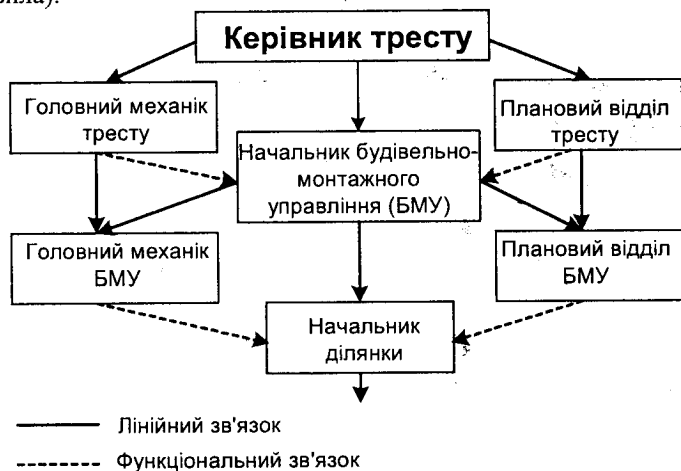 Керівник тресту
Головний механік
тресту
Плановий відділ
тресту
Начальник будівельно-
монтажного
управління (БМУ)
Головний механік
БМУ
Плановий відділ
БМУ
Начальник
ділянки
Лінійний зв'язок
Функціональний зв'язок